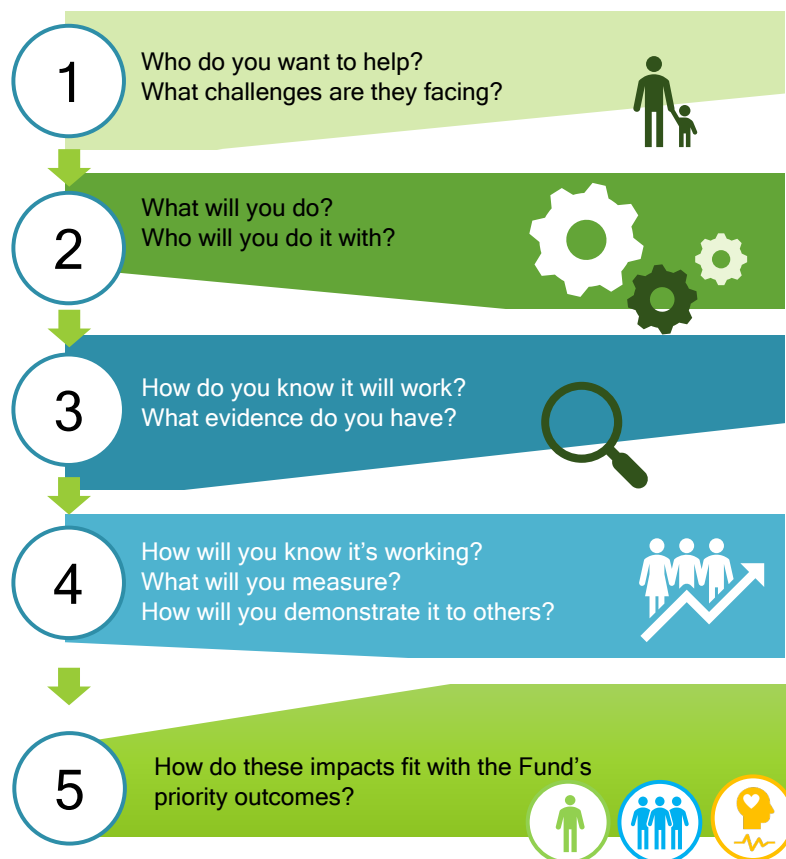 1
Who do you want to help?
What challenges are they facing?
2
What will you do?
Who will you do it with?
3
How do you know it will work?
What evidence do you have?
4
How will you know it's working?
What will you measure?
How will you demonstrate it to others?
5
How do these impacts fit with the Fund's
priority outcomes?